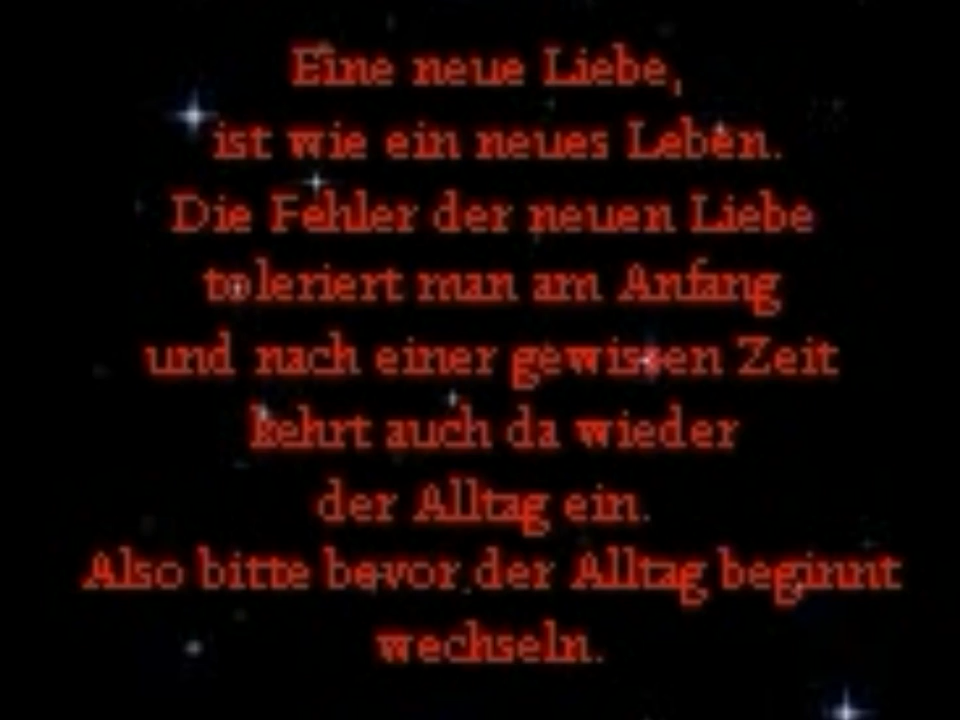 Eine neue Liebe,
ist wie ein neues Leben.
Die Fehler der neuen Liebe
toleriert man am Anfang
und nach einer gewissen Zeit
kehrt auch da wieder
der Alltag ein.
Also bitte bevor der Alltag beginnt
wechseln.